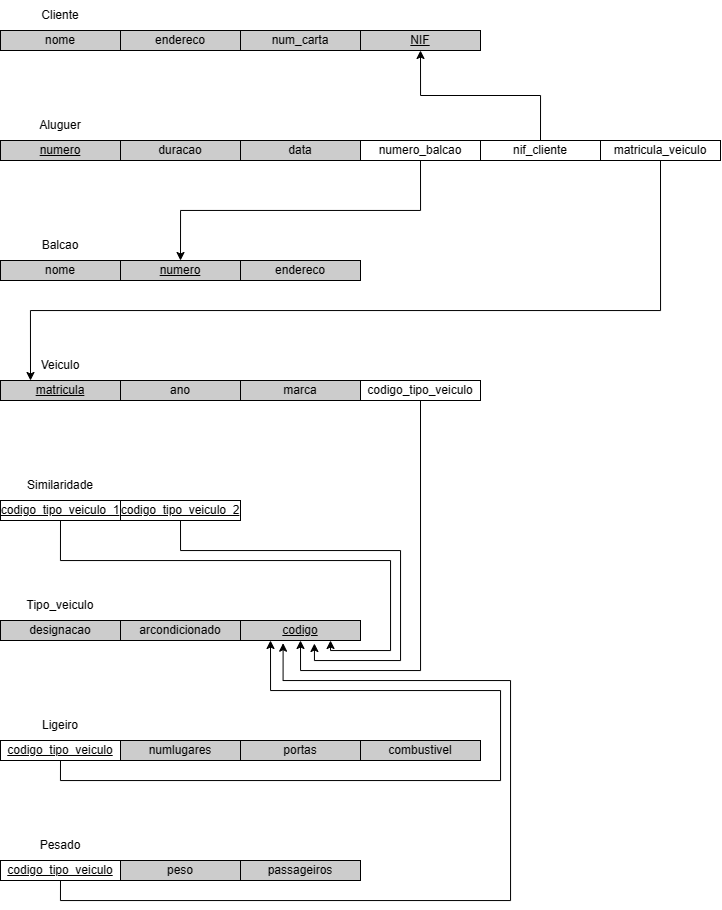 Cliente
nome endereco num_carta NIF
Aluguer
numero duracao data numero_balcao nif_cliente matricula_veiculo
Balcao
nome numero endereco
Veiculo
matricula ano marca codigo_tipo_veiculo
Similaridade
codigo_tipo_veiculo_1 codigo_tipo_veiculo_2
Tipo_veiculo
designacao arcondicionado codigo
Ligeiro
codigo_tipo_veiculo numlugares portas combustivel
Pesado
codigo_tipo_veiculo peso passageiros